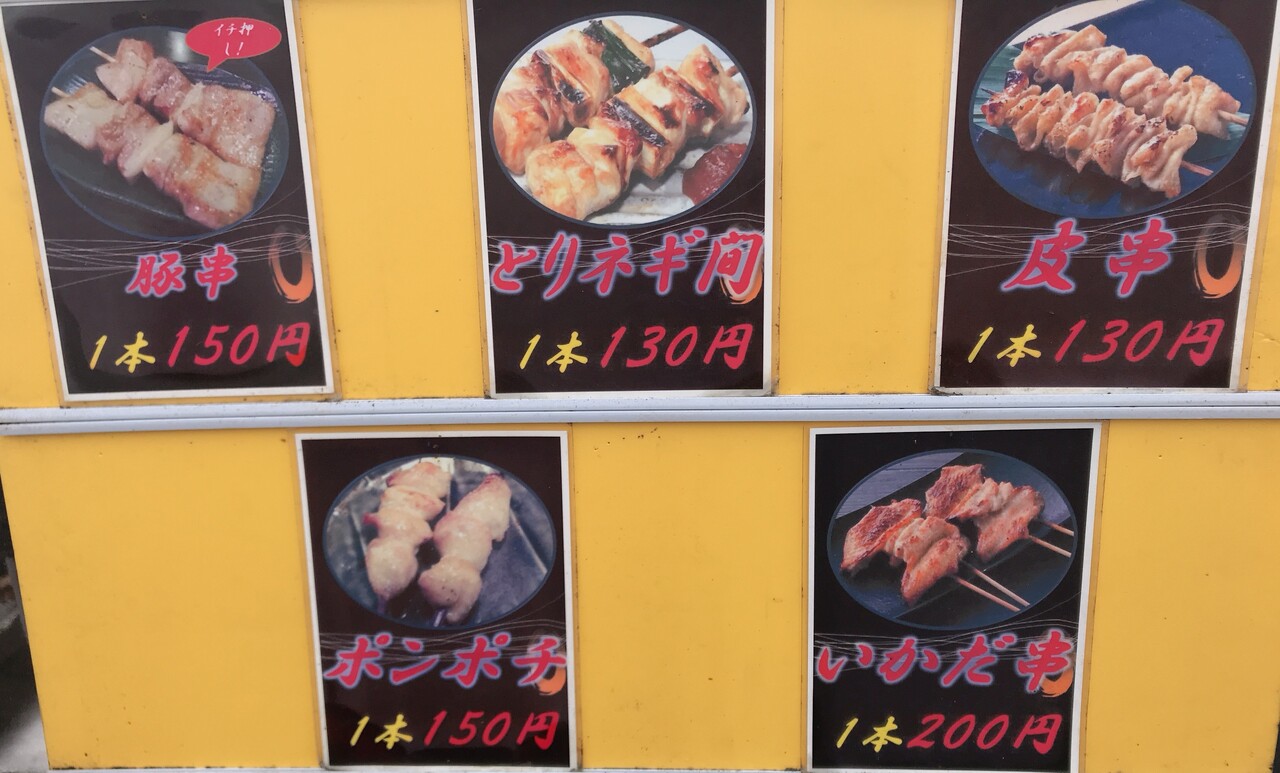 イチ押
し!
豚串
1本150円
とりネギ間
1本130円
皮串
1本130円
ポンポチ
1本150円
いかだ串
1本200円